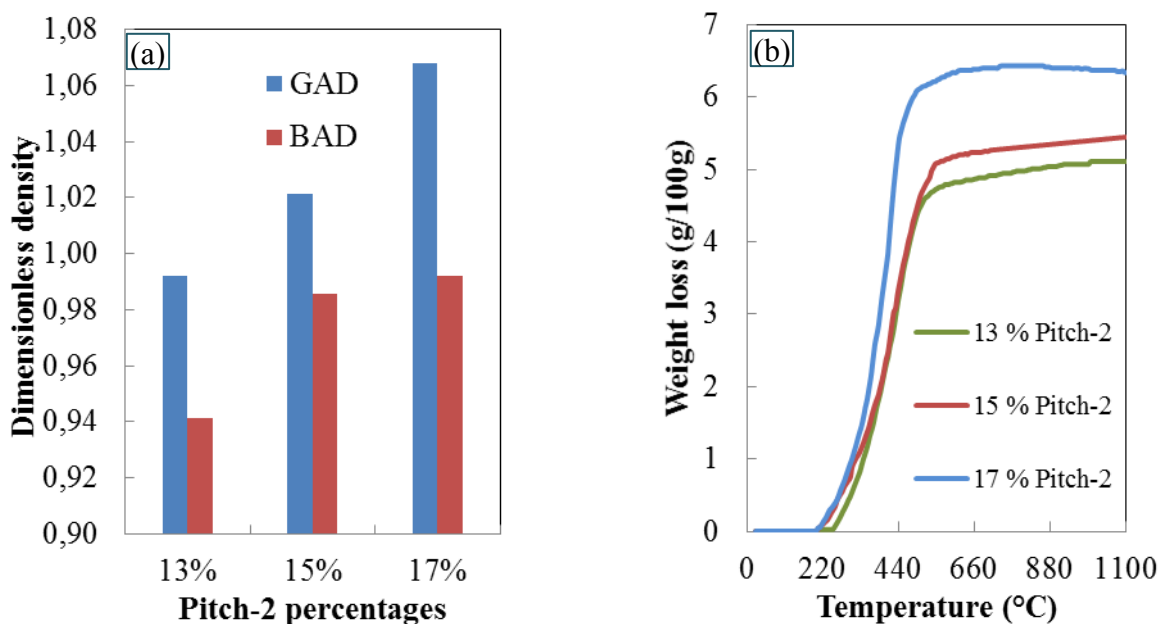 (a)
1,08
1,06
1,04
1,02
1,00
0,98
0,96
0,94
0,92
0,90
Dimensionless density
GAD
BAD
13% 15% 17%
Pitch-2 percentages
(b)
7
6
5
4
3
2
1
0
Weight loss (g/100g)
13 % Pitch-2
15 % Pitch-2
17 % Pitch-2
0 220 440 660 880 1100
Temperature (°C)